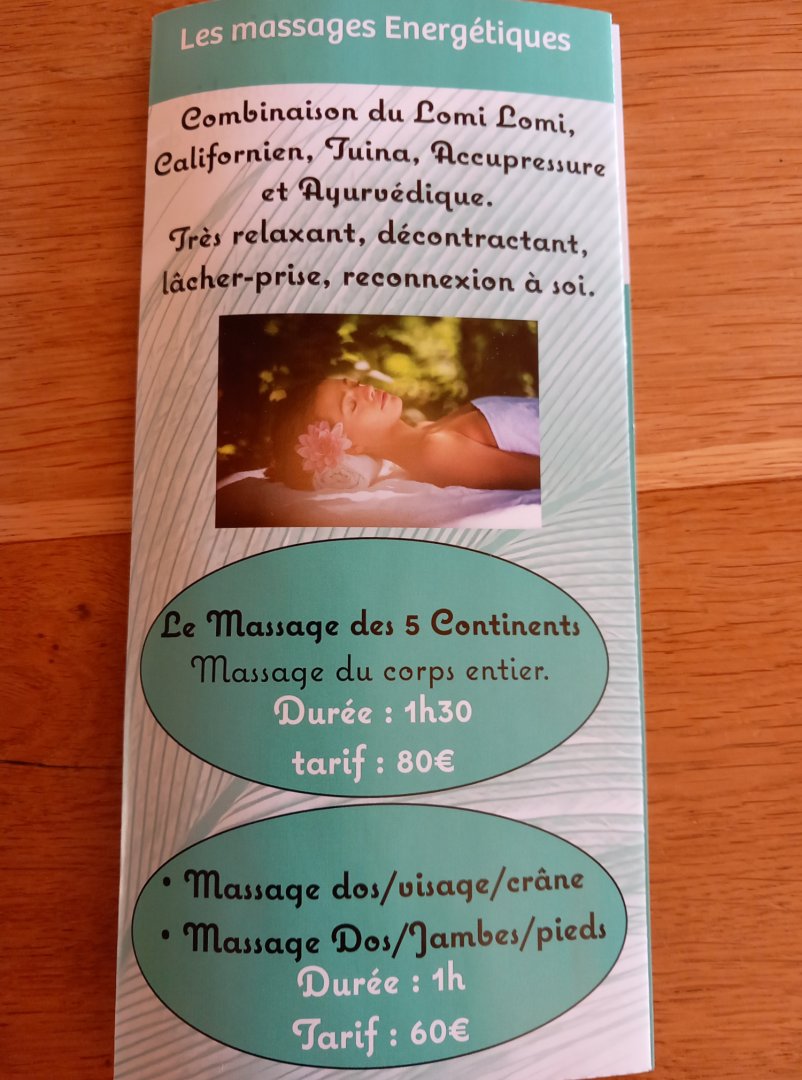 Les massages Energétiques
Combinaison du Lomi Lomi,
Californien, Tuina, Accupressure
et Ayurvédique.
Très relaxant, décontractant,
lâcher-prise, reconnexion à soi.
Le Massage des 5 Continents
Massage du corps entier.
Durée : 1h30
tarif : 80€
• Massage dos/visage/crâne
• Massage Dos/Jambes/pieds
Durée : 1h
Tarif : 60€